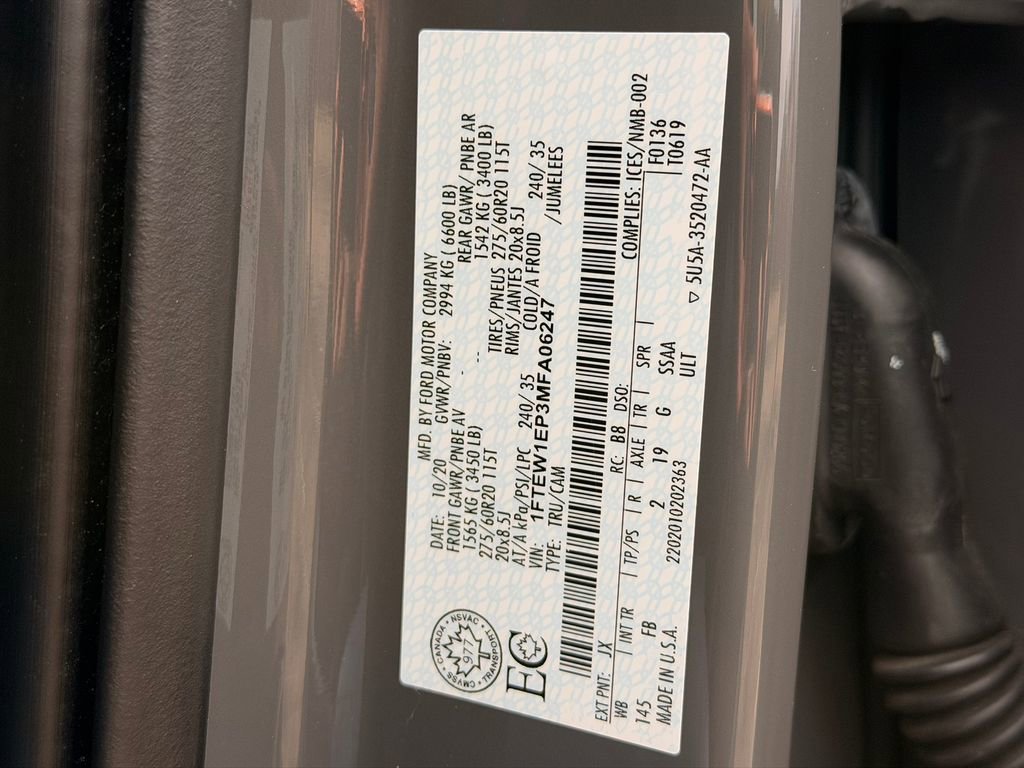 MFD. BY FORD MOTOR COMPANY
DATE: 10/20 GVWR/PNBV: 2994 KG ( 6600 LB)
FRONT GAWR/PNBE AV REAR GAWR/ PNBE AR
1565 KG ( 3450 LB) 1542 KG ( 3400 LB)
275/60R20 115T TIRES/PNEUS 275/60R20 115T
20x8.5J RIMS/JANTES 20x8.5J
AT/A kPa/PSI/LPC 240/ 35 COLD/A FROID 240/ 35
VIN: 1FTEW1EP3MFA06247 /JUMELEES
TYPE: TRU/CAM
CMVSS • CANADA • NSVAC • TRANSPORT •
977
EC
EXT PNT: JX RC: B8 DSO: COMPLIES: ICES/NMB-002
WB | INT TR | TP/PS | R | AXLE | TR | SPR | F0136
145 FB 2 19 G SSAA T0619
MADE IN U.S.A. 2202010202363 ULT
▽ 5U5A-3520472-AA